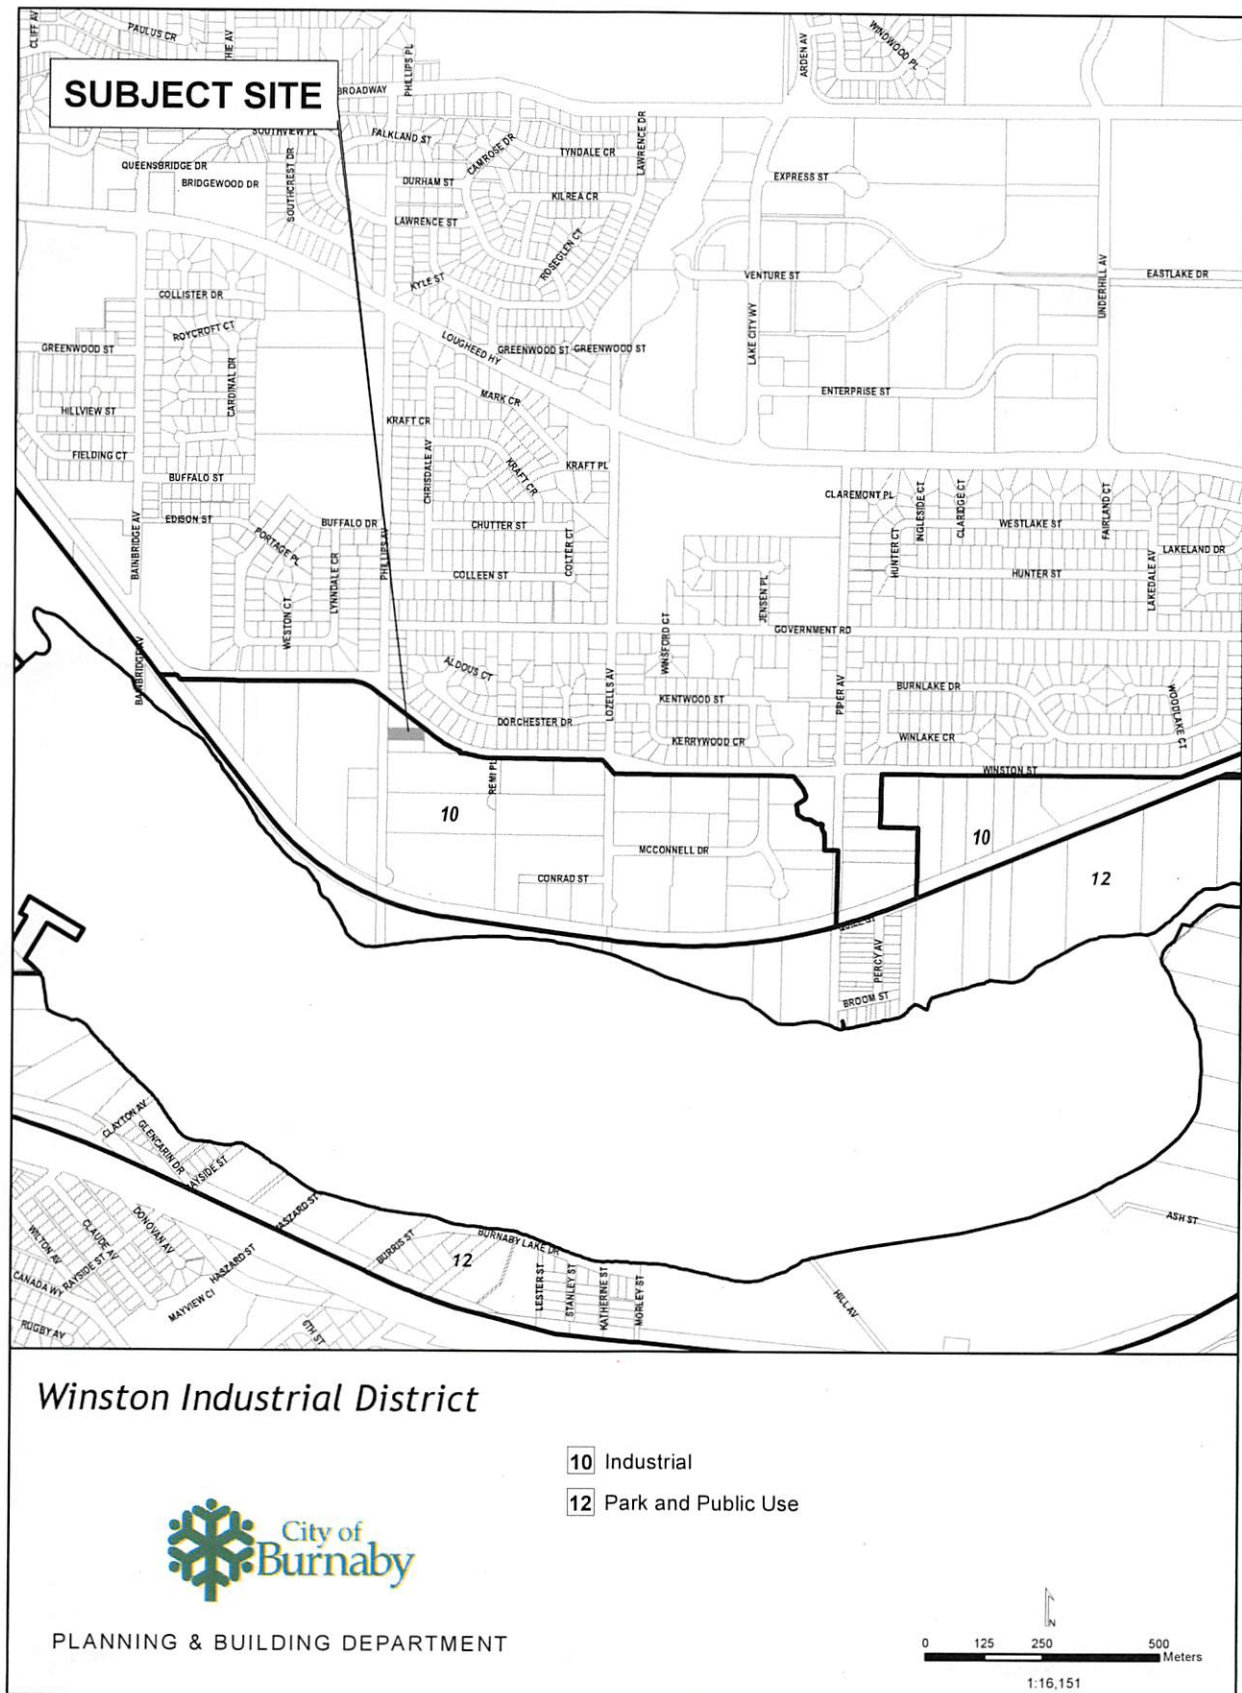 CLIFF AV
PAULUS CR
HIE AV
PHILLIPS PL
ARDEN AV
WINDWOOD PL
SUBJECT SITE
BROADWAY
SOUTHVIEW PL
FALKLAND ST
CAMROSE DR
TYNDALE CR
LAWRENCE DR
QUEENSBRIDGE DR
BRIDGEWOOD DR
SOUTHCREST DR
DURHAM ST
KILREA CR
EXPRESS ST
LAWRENCE ST
ROSEGLEN CT
KYLE ST
VENTURE ST
UNDERHILL AV
EASTLAKE DR
COLLISTER DR
ROYCROFT CT
LOUGHEED HY
LAKE CITY WY
GREENWOOD ST
GREENWOOD ST
GREENWOOD ST
CARDINAL DR
MARK CR
ENTERPRISE ST
HILLVIEW ST
KRAFT CR
FIELDING CT
CHRISDALE AV
KRAFT CR
KRAFT PL
BUFFALO ST
CLAREMONT PL
INGLESIDE CT
CLARIDGE CT
FAIRLAND CT
EDISON ST
BUFFALO DR
CHUTTER ST
WESTLAKE ST
BAINBRIDGE AV
PORTAGE PL
PHILLIPS AV
COLTER CT
HUNTER CT
LAKELAND DR
LYNNDALE CR
COLLEEN ST
JENSEN PL
HUNTER ST
LAKEDALE AV
WESTON CT
WINSFORD CT
GOVERNMENT RD
BAINBRIDGE AV
ALDOUS CT
LOZELLS AV
KENTWOOD ST
PIPER AV
BURNLAKE DR
WOODLAKE CT
DORCHESTER DR
KERRYWOOD CR
WINLAKE CR
REMI PL
WINSTON ST
10
MCCONNELL DR
10
12
CONRAD ST
PERCY AV
BROOM ST
CLAYTON AV
GLENCARIN DR
RAYSIDE ST
HASZARD ST
ASH ST
WILTON AV
CLAUDE AV
DONOVAN AV
RAYSIDE ST
HASZARD ST
BURRIS ST
BURNABY LAKE DR
12
CANADA WY
MAYVIEW CI
LESTER ST
STANLEY ST
KATHERINE ST
MORLEY ST
HILL AV
RUGBY AV
6TH ST
Winston Industrial District
10 Industrial
12 Park and Public Use
City of
Burnaby
PLANNING & BUILDING DEPARTMENT
N
0 125 250 500
Meters
1:16,151